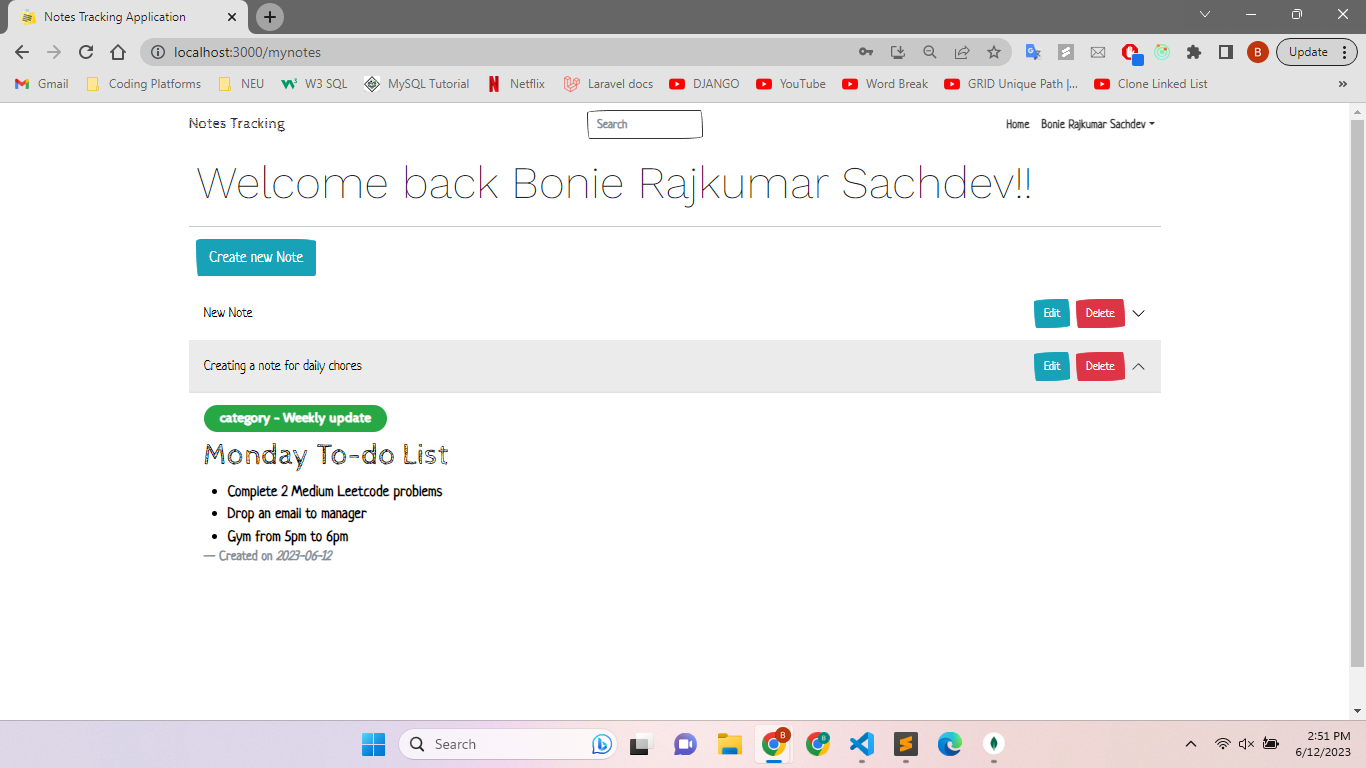 Notes Tracking Application
localhost:3000/mynotes
B
Update
Gmail
Coding Platforms
NEU
W3 SQL
MySQL Tutorial
Netflix
Laravel docs
DJANGO
YouTube
Word Break
GRID Unique Path |...
Clone Linked List
»
Notes Tracking
Search
Home
Bonie Rajkumar Sachdev
Welcome back Bonie Rajkumar Sachdev!!
Create new Note
New Note
Edit
Delete
Creating a note for daily chores
Edit
Delete
category - Weekly update
Monday To-do List
• Complete 2 Medium Leetcode problems
• Drop an email to manager
• Gym from 5pm to 6pm
— Created on 2023-06-12
Search
B
B
2:51 PM
6/12/2023